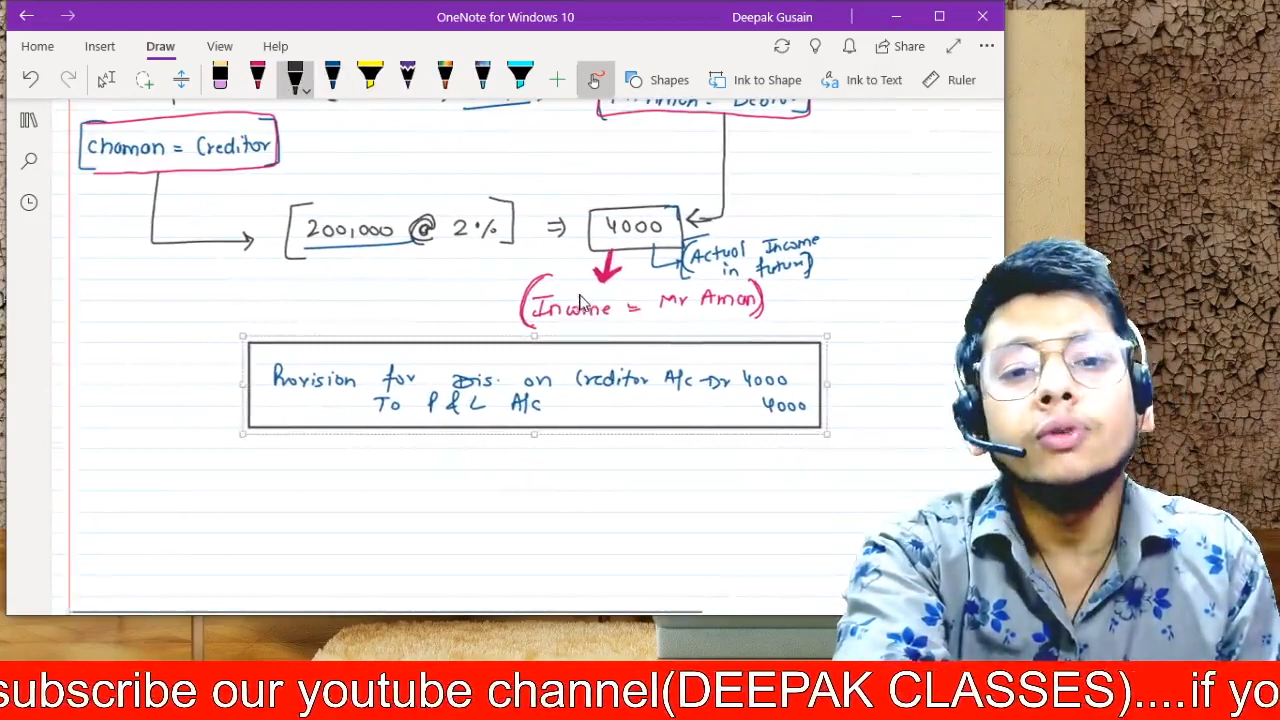 OneNote for Windows 10
Deepak Gusain
Home Insert Draw View Help
Share
Shapes Ink to Shape Ink to Text Ruler
Chaman = Creditor
[200,000 @ 2%] ⇒ 4000
(Actual Income in future)
(Income = Mr Aman)
Provision for Dis. on Creditor A/c Dr 4000
To P & L A/c 4000
subscribe our youtube channel(DEEPAK CLASSES)....if yo